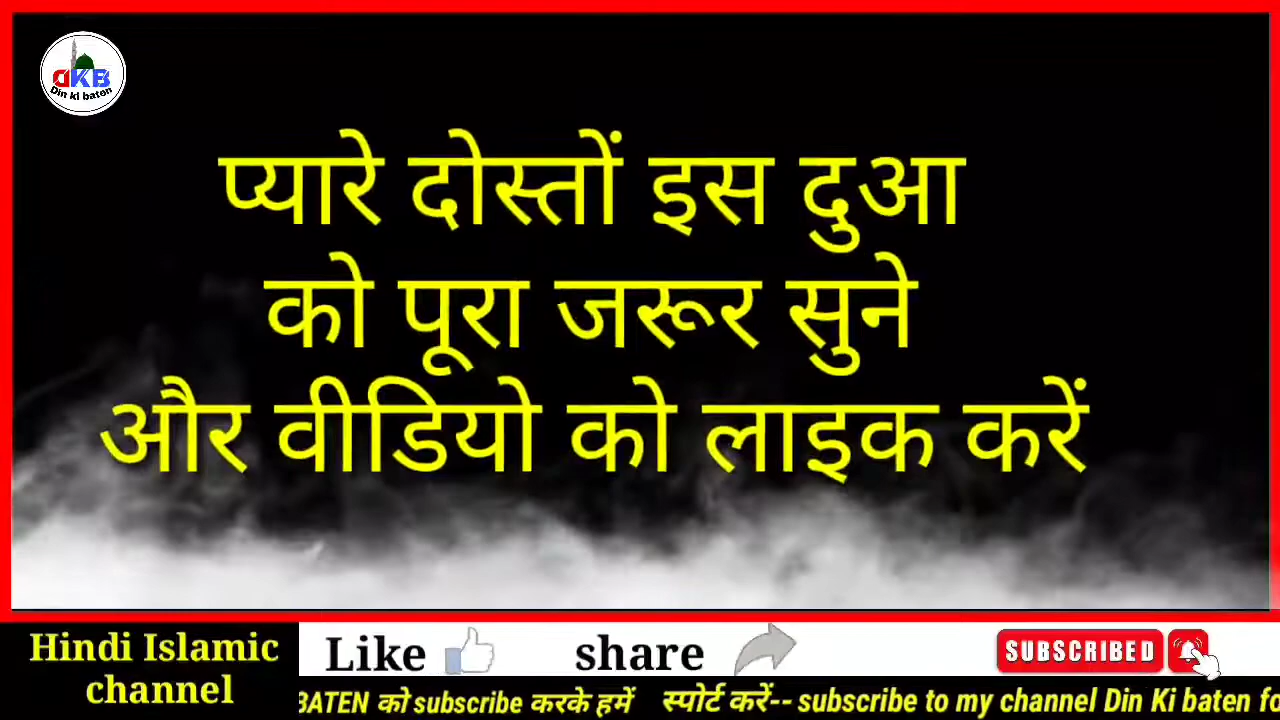 DKB
Din ki baten
प्यारे दोस्तों इस दुआ
को पूरा जरूर सुने
और वीडियो को लाइक करें
Hindi Islamic
channel
Like share SUBSCRIBED
BATEN को subscribe करके हमें स्पोर्ट करें-- subscribe to my channel Din Ki baten fo